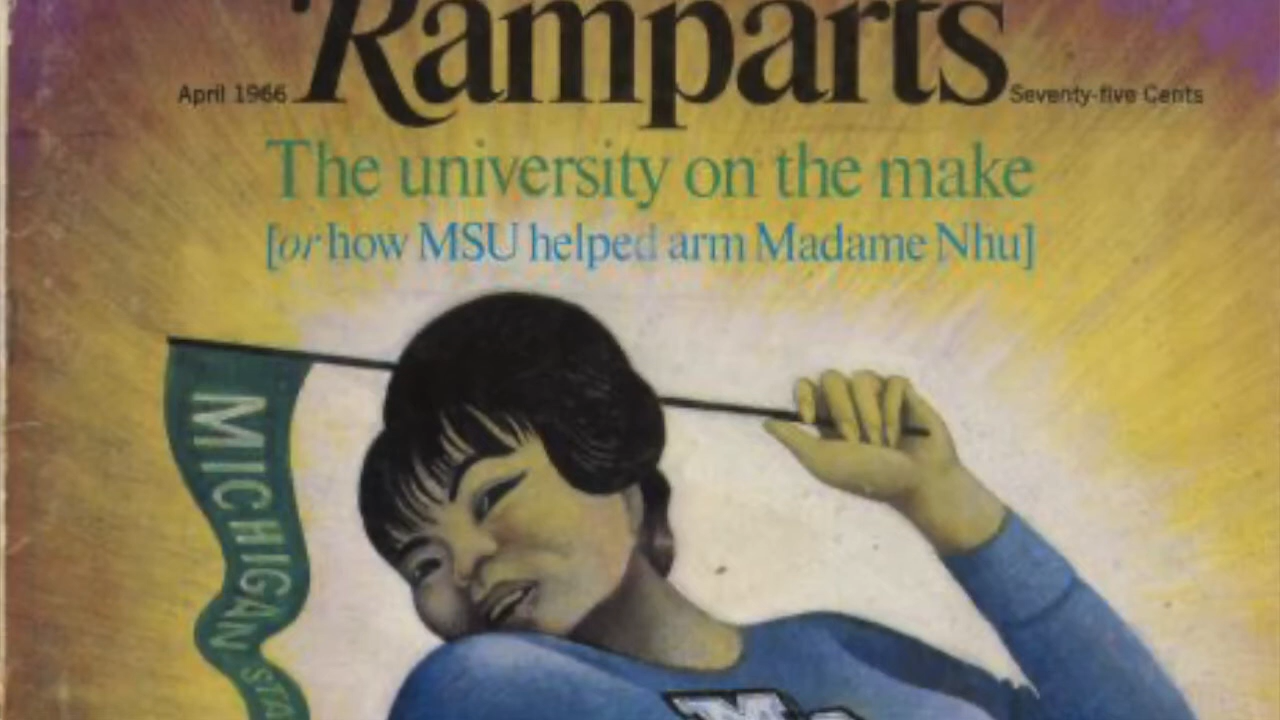 Ramparts
April 1966
Seventy-five Cents
The university on the make
[or how MSU helped arm Madame Nhu]
MICHIGAN STA
M